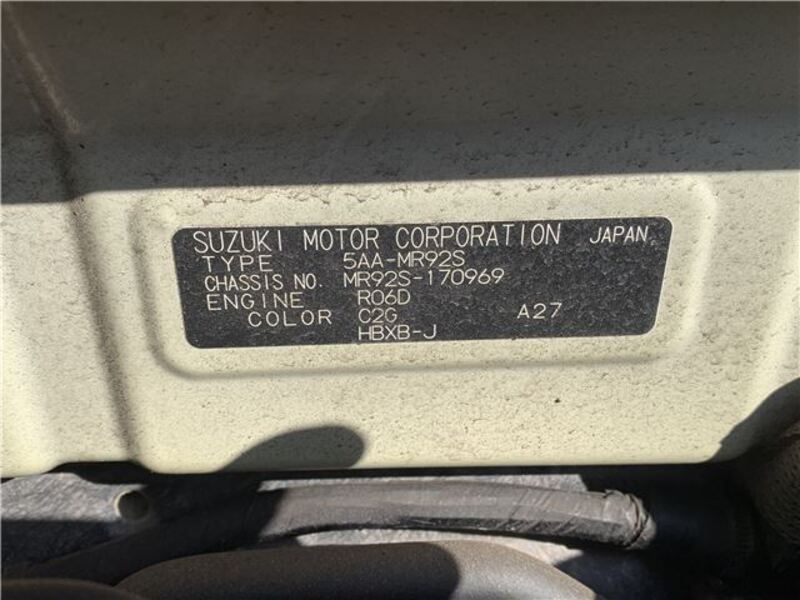 SUZUKI MOTOR CORPORATION JAPAN
TYPE 5AA-MR92S
CHASSIS NO. MR92S-170969
ENGINE R06D
COLOR C2G A27
HBXB-J